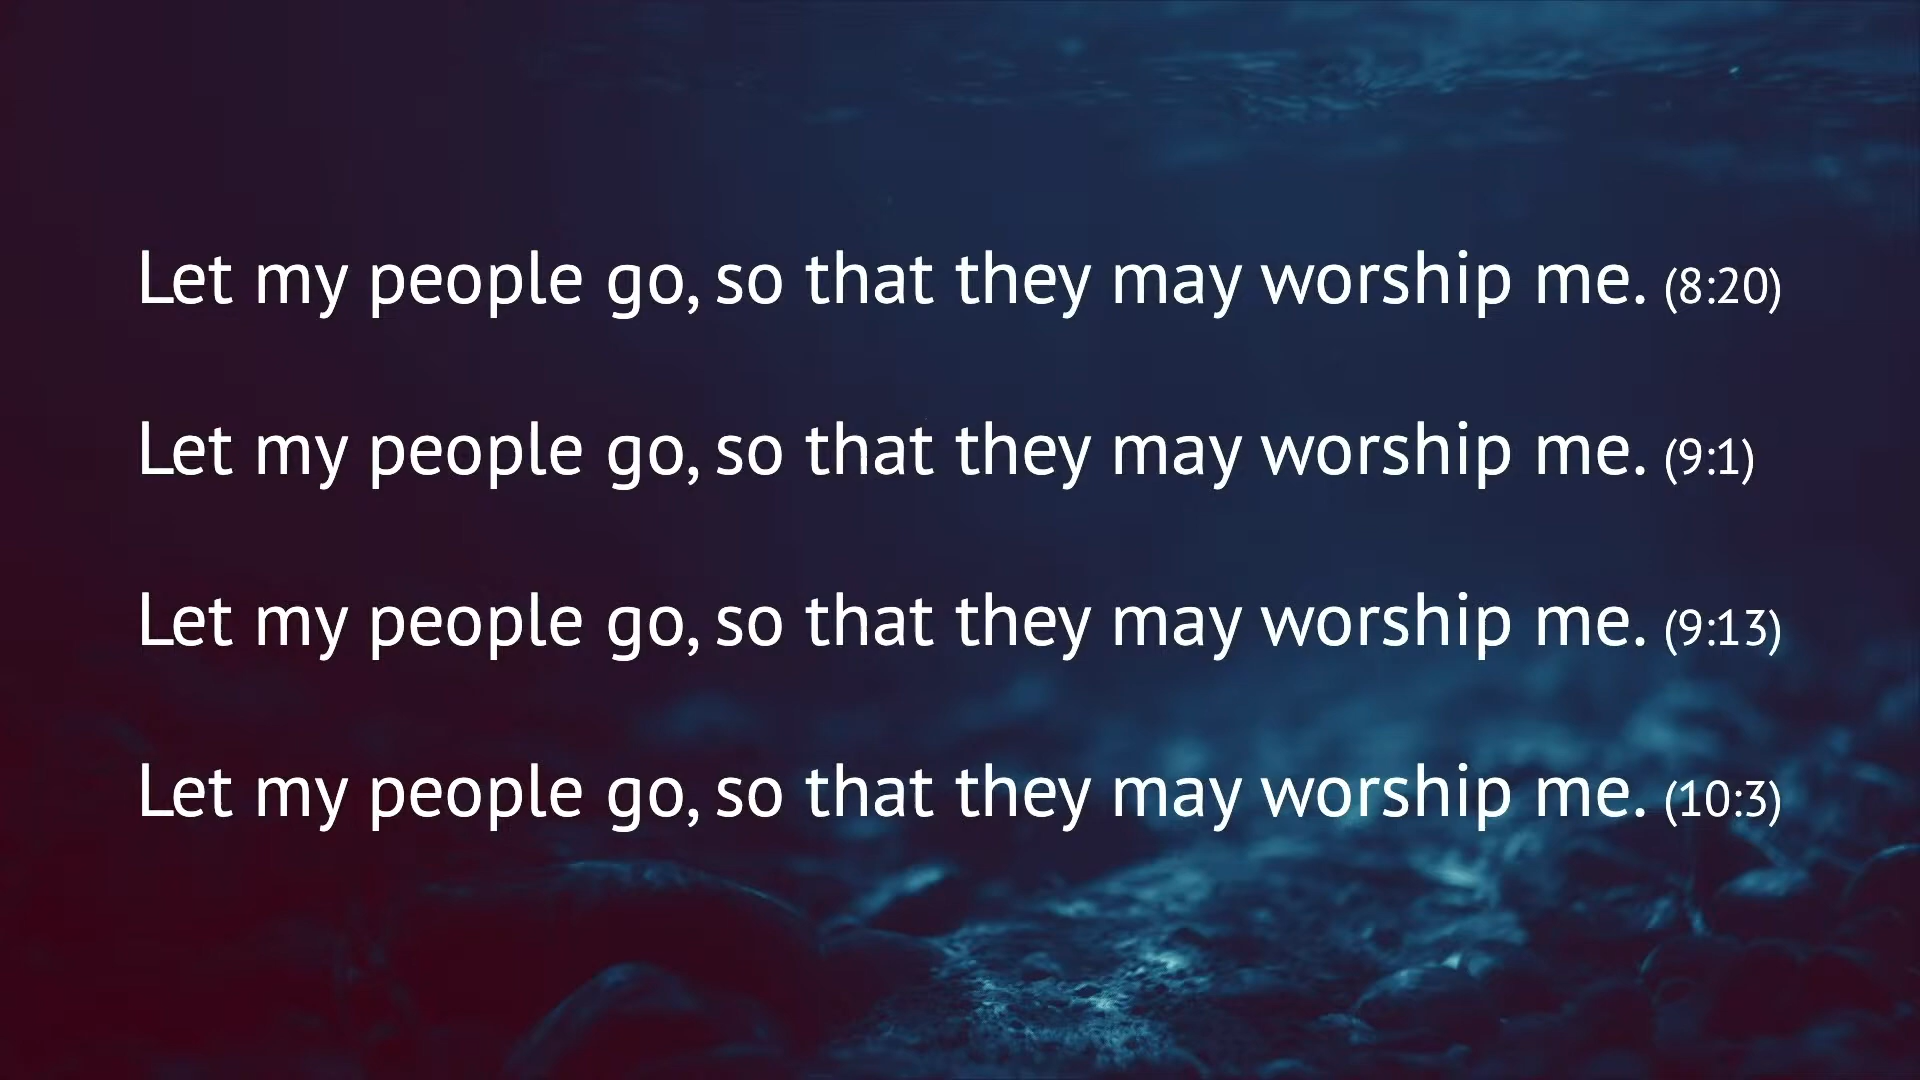 Let my people go, so that they may worship me. (8:20)
Let my people go, so that they may worship me. (9:1)
Let my people go, so that they may worship me. (9:13)
Let my people go, so that they may worship me. (10:3)